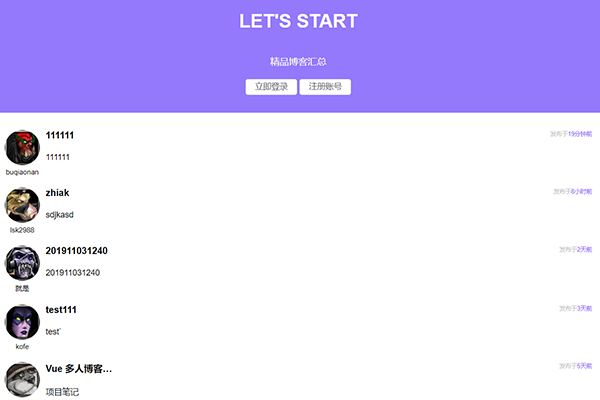 LET'S START
精品博客汇总
立即登录 注册账号
111111 发布于19分钟前
111111
buqiaonan
zhiak 发布于8小时前
sdjkasd
lsk2988
201911031240 发布于2天前
201911031240
就是
test111 发布于3天前
test`
kofe
Vue 多人博客... 发布于5天前
项目笔记